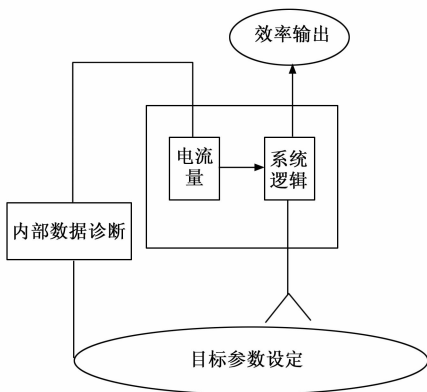 效率输出
电流
量
系统
逻辑
内部数据诊断
目标参数设定